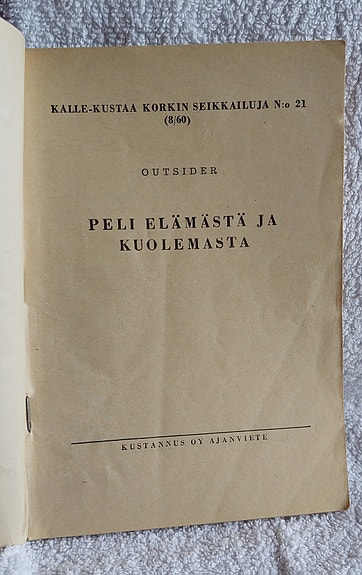 KALLE-KUSTAA KORKIN SEIKKAILUJA N:o 21
(8/60)
OUTSIDER
PELI ELÄMÄSTÄ JA
KUOLEMASTA
KUSTANNUS OY AJANVIETE